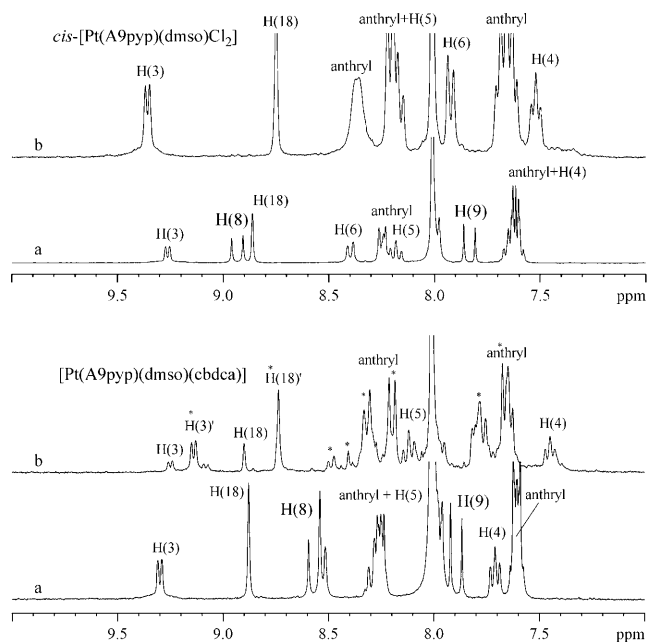 cis-[Pt(A9pyp)(dmso)Cl2]
H(3)
H(18)
anthryl
anthryl+H(5)
H(6)
anthryl
H(4)
b
H(3)
H(8)
H(18)
H(6)
anthryl
H(5)
H(9)
anthryl+H(4)
a
9.5 9.0 8.5 8.0 7.5 ppm
[Pt(A9pyp)(dmso)(cbdca)]
H(3)
*
H(3)'
H(18)
*
H(18)'
*
*
*
anthryl
*
H(5)
*
*
anthryl
H(4)
b
H(3)
H(18)
H(8)
anthryl + H(5)
H(9)
H(4)
anthryl
a
9.5 9.0 8.5 8.0 7.5 ppm